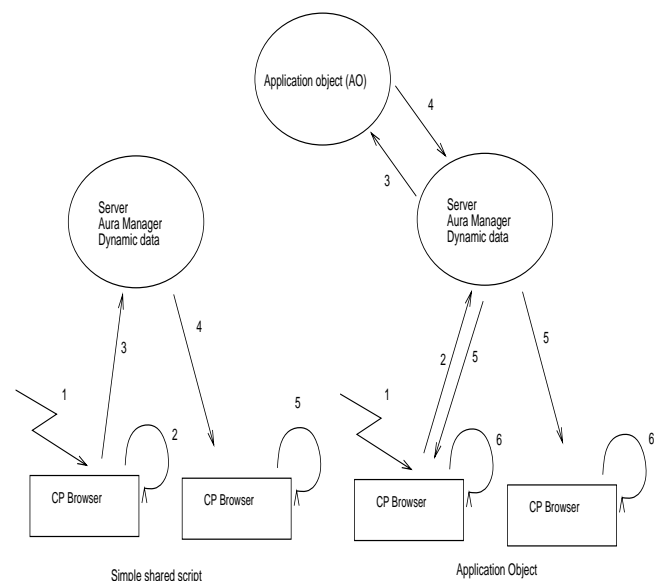 Application object (AO)
4
3
Server
Aura Manager
Dynamic data
Server
Aura Manager
Dynamic data
3
4
2
5
5
1
2
5
1
6
6
CP Browser
CP Browser
CP Browser
CP Browser
Simple shared script
Application Object